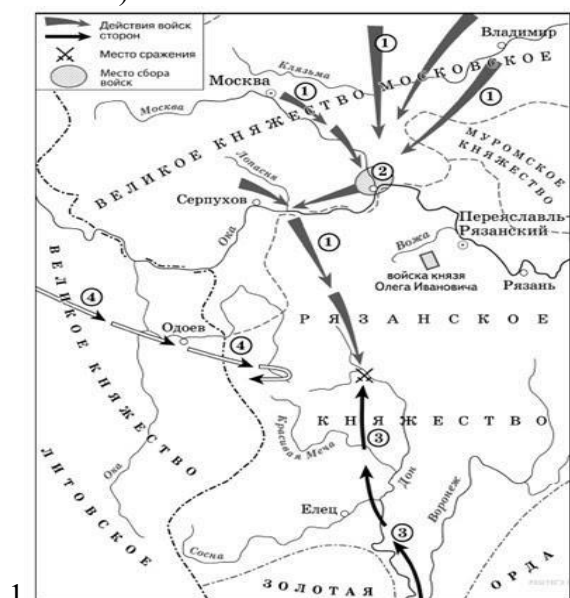 Действия войск
сторон
Место сражения
Место сбора
войск
Владимир
Клязьма
Москва
Москва
ВЕЛИКОЕ КНЯЖЕСТВО МОСКОВСКОЕ
МУРОМСКОЕ
КНЯЖЕСТВО
1
1
1
2
Лопасня
Серпухов
Ока
1
Переяславль-
Рязанский
Вожа
войска князя
Олега Ивановича
Рязань
4
4
Одоев
РЯЗАНСКОЕ
КНЯЖЕСТВО
ВЕЛИКОЕ КНЯЖЕСТВО
ЛИТОВСКОЕ
Красивая Меча
3
Дон
Воронеж
Ока
Елец
3
Сосна
ЗОЛОТАЯ
ОРДА
1